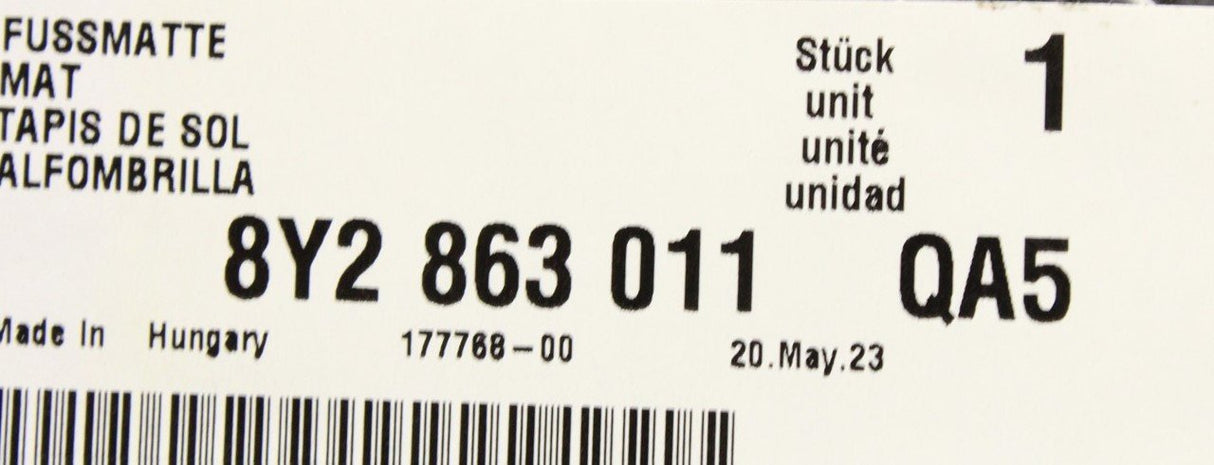 FUSSMATTE
MAT
TAPIS DE SOL
ALFOMBRILLA
Stück
unit
unité
unidad
1
8Y2 863 011 QA5
Made In Hungary 177768-00 20.May.23